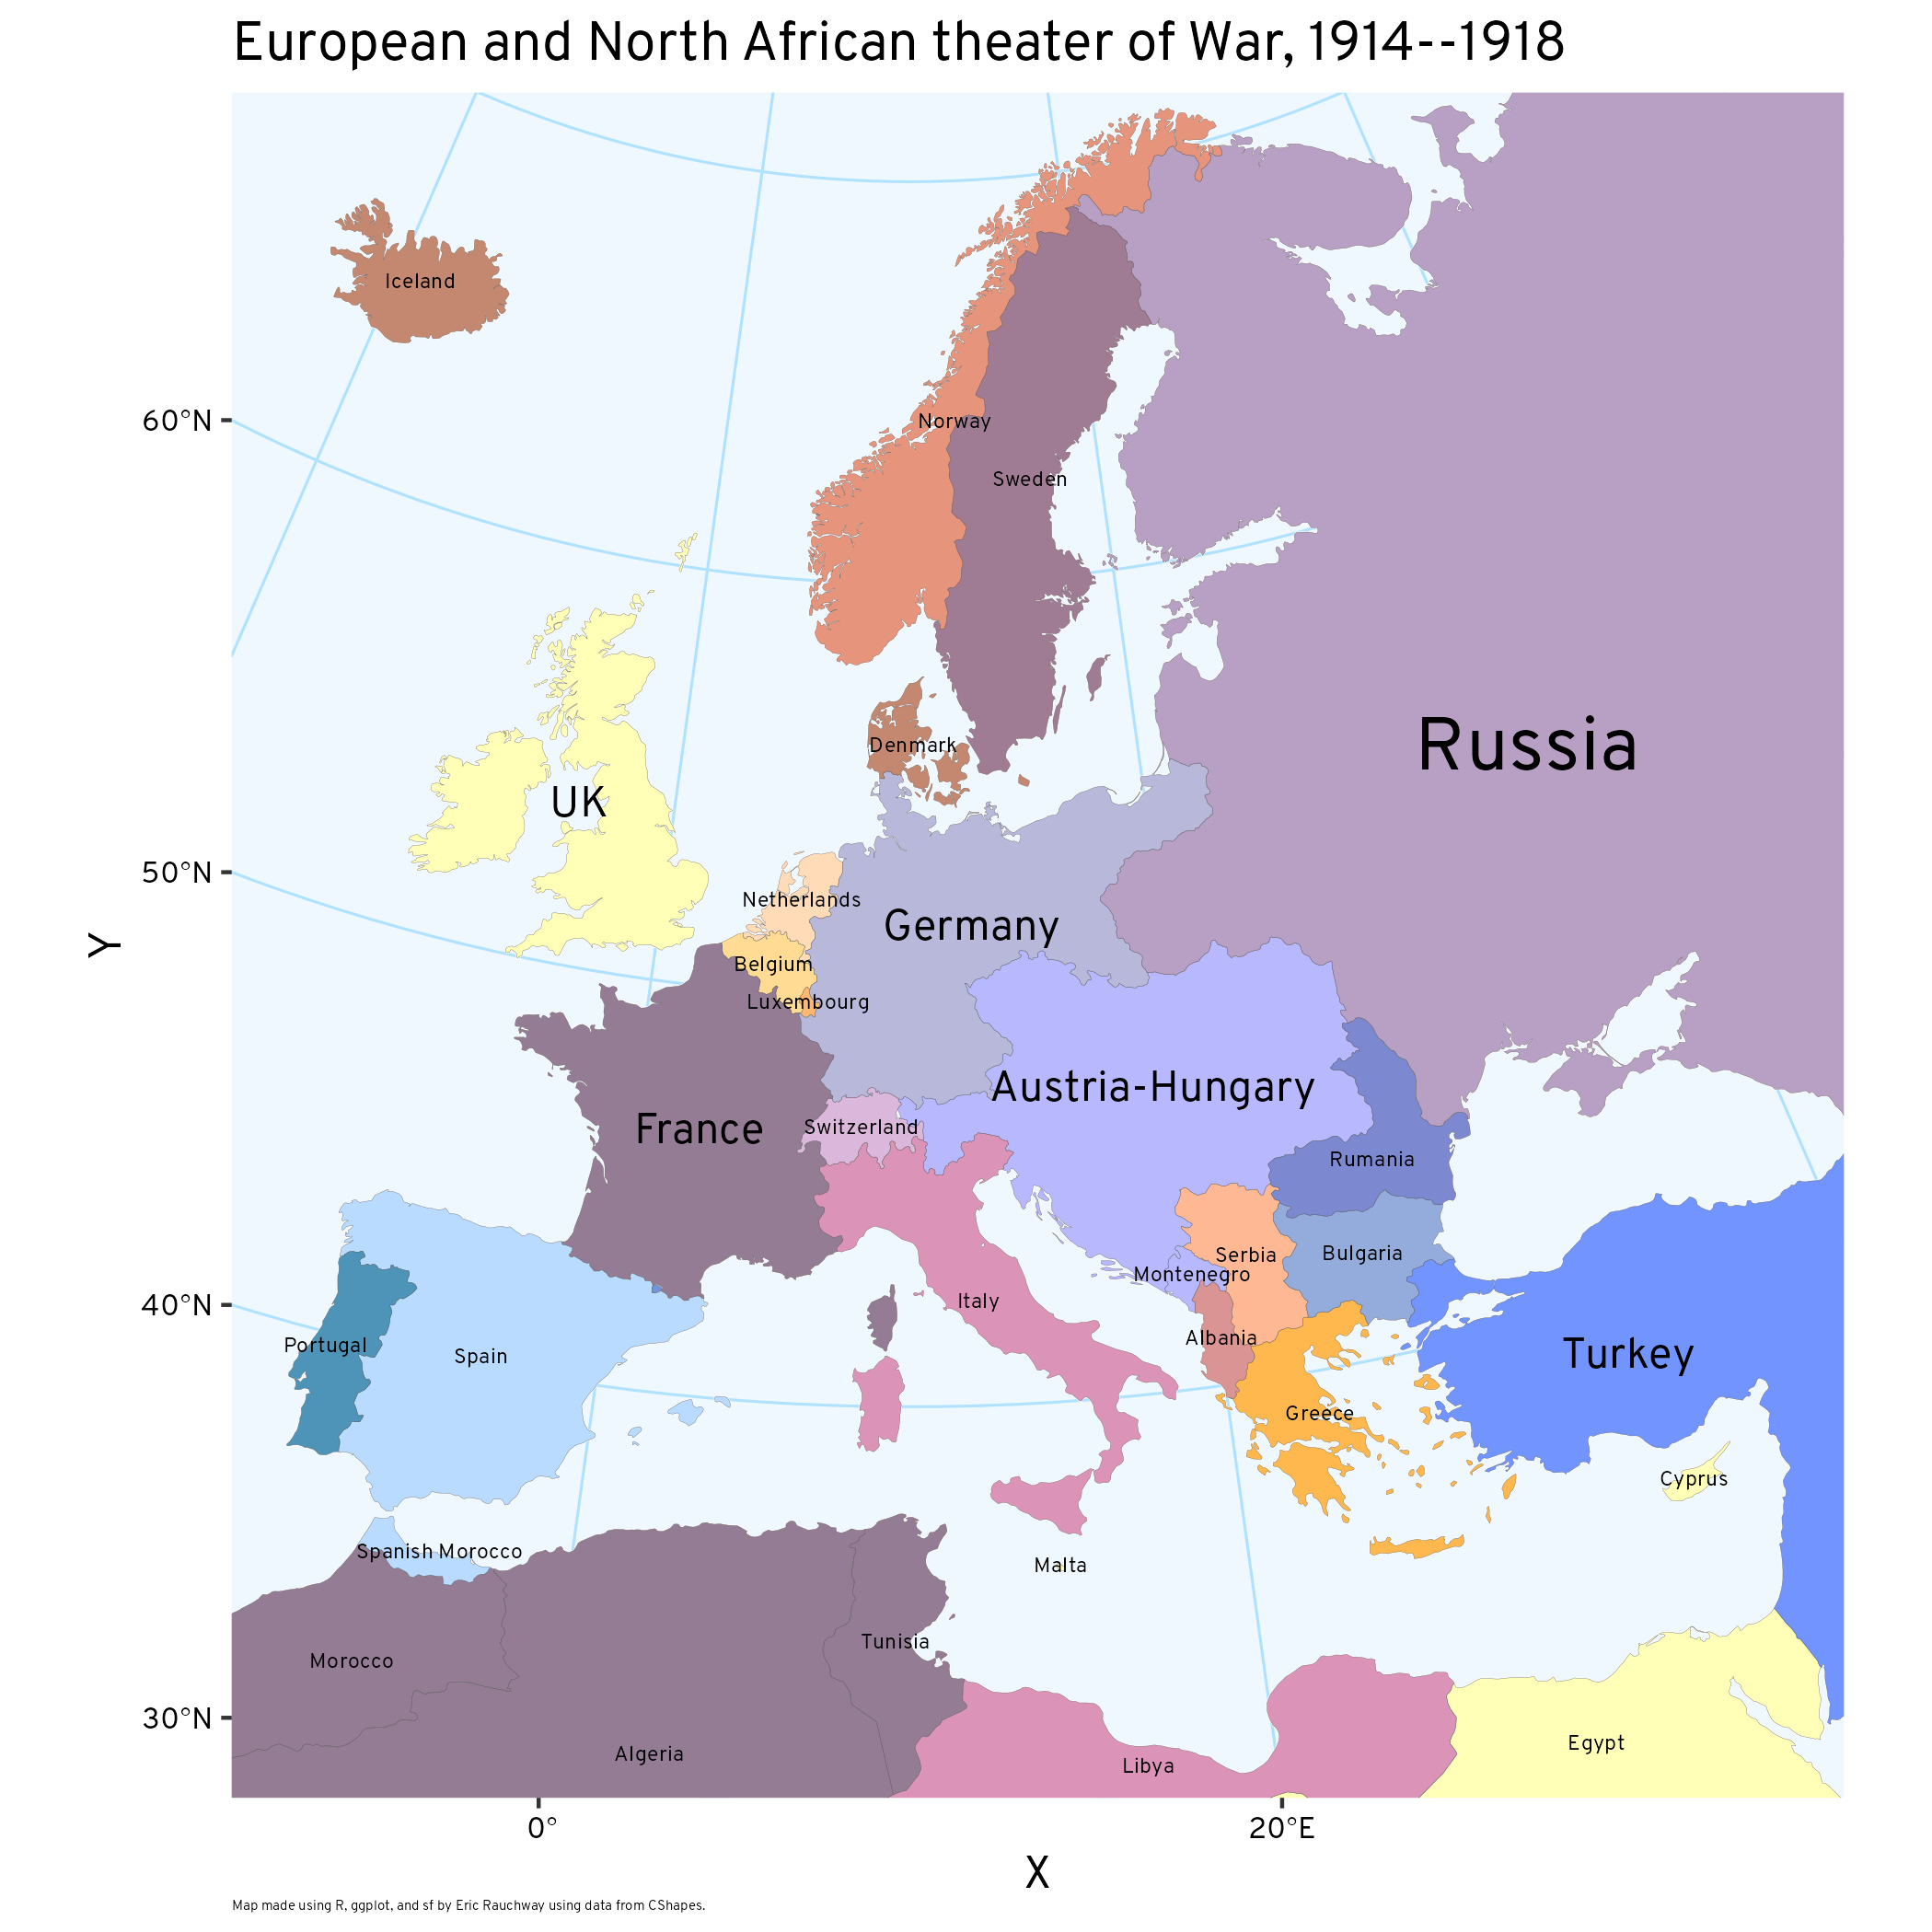 European and North African theater of War, 1914--1918
Iceland
60°N
Norway
Sweden
Russia
Denmark
UK
50°N
Netherlands
Germany
Belgium
Y
Luxembourg
Austria-Hungary
France
Switzerland
Rumania
Serbia
Bulgaria
Montenegro
Italy
40°N
Albania
Portugal
Spain
Turkey
Greece
Cyprus
Spanish Morocco
Malta
Tunisia
Morocco
30°N
Egypt
Algeria
Libya
0°
20°E
X
Map made using R, ggplot, and sf by Eric Rauchway using data from CShapes.